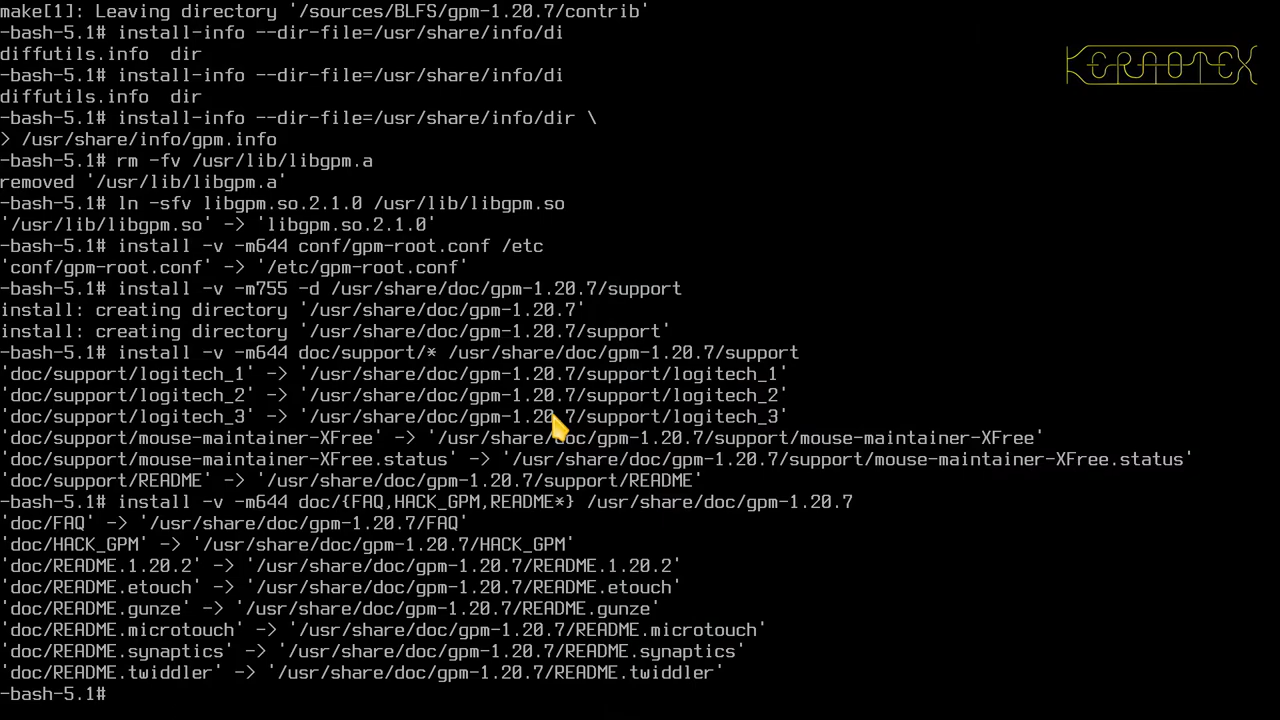 make[1]: Leaving directory '/sources/BLFS/gpm-1.20.7/contrib'
-bash-5.1# install-info --dir-file=/usr/share/info/di
diffutils.info  dir
-bash-5.1# install-info --dir-file=/usr/share/info/di
diffutils.info  dir
-bash-5.1# install-info --dir-file=/usr/share/info/dir \
> /usr/share/info/gpm.info
-bash-5.1# rm -fv /usr/lib/libgpm.a
removed '/usr/lib/libgpm.a'
-bash-5.1# ln -sfv libgpm.so.2.1.0 /usr/lib/libgpm.so
'/usr/lib/libgpm.so' -> 'libgpm.so.2.1.0'
-bash-5.1# install -v -m644 conf/gpm-root.conf /etc
'conf/gpm-root.conf' -> '/etc/gpm-root.conf'
-bash-5.1# install -v -m755 -d /usr/share/doc/gpm-1.20.7/support
install: creating directory '/usr/share/doc/gpm-1.20.7'
install: creating directory '/usr/share/doc/gpm-1.20.7/support'
-bash-5.1# install -v -m644 doc/support/* /usr/share/doc/gpm-1.20.7/support
'doc/support/logitech_1' -> '/usr/share/doc/gpm-1.20.7/support/logitech_1'
'doc/support/logitech_2' -> '/usr/share/doc/gpm-1.20.7/support/logitech_2'
'doc/support/logitech_3' -> '/usr/share/doc/gpm-1.20.7/support/logitech_3'
'doc/support/mouse-maintainer-XFree' -> '/usr/share/doc/gpm-1.20.7/support/mouse-maintainer-XFree'
'doc/support/mouse-maintainer-XFree.status' -> '/usr/share/doc/gpm-1.20.7/support/mouse-maintainer-XFree.status'
'doc/support/README' -> '/usr/share/doc/gpm-1.20.7/support/README'
-bash-5.1# install -v -m644 doc/{FAQ,HACK_GPM,README*} /usr/share/doc/gpm-1.20.7
'doc/FAQ' -> '/usr/share/doc/gpm-1.20.7/FAQ'
'doc/HACK_GPM' -> '/usr/share/doc/gpm-1.20.7/HACK_GPM'
'doc/README.1.20.2' -> '/usr/share/doc/gpm-1.20.7/README.1.20.2'
'doc/README.etouch' -> '/usr/share/doc/gpm-1.20.7/README.etouch'
'doc/README.gunze' -> '/usr/share/doc/gpm-1.20.7/README.gunze'
'doc/README.microtouch' -> '/usr/share/doc/gpm-1.20.7/README.microtouch'
'doc/README.synaptics' -> '/usr/share/doc/gpm-1.20.7/README.synaptics'
'doc/README.twiddler' -> '/usr/share/doc/gpm-1.20.7/README.twiddler'
-bash-5.1#